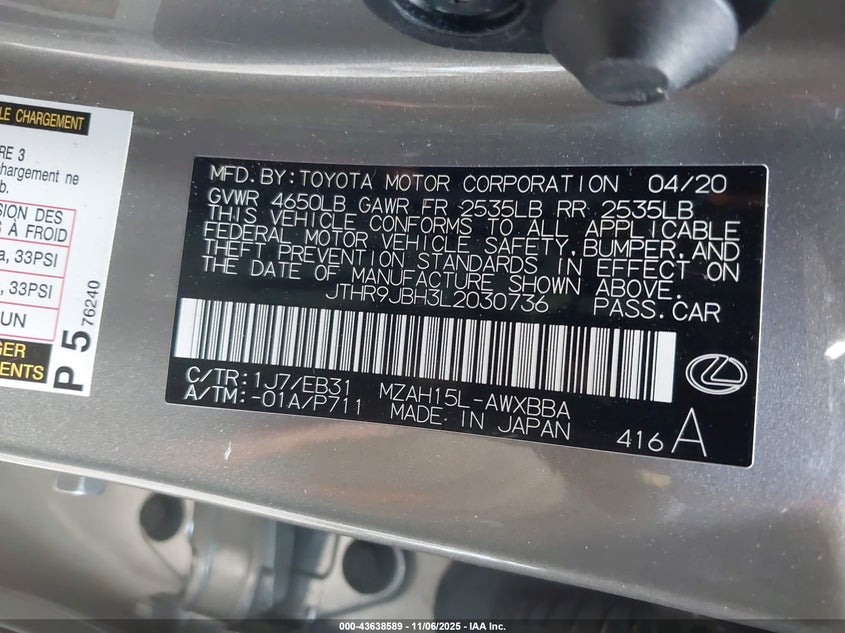 LE CHARGEMENT
RE 3
hargement ne
b.
SION DES
S À FROID
a, 33PSI
, 33PSI
UN
GER
EMENTS
P 5 76240
MFD. BY: TOYOTA MOTOR CORPORATION 04/20
GVWR 4650LB GAWR FR 2535LB RR 2535LB
THIS VEHICLE CONFORMS TO ALL APPLICABLE
FEDERAL MOTOR VEHICLE SAFETY, BUMPER, AND
THEFT PREVENTION STANDARDS IN EFFECT ON
THE DATE OF MANUFACTURE SHOWN ABOVE.
JTHR9JBH3L2030736 PASS. CAR
C/TR: 1J7/EB31 MZAH15L-AWXBBA
A/TM: -01A/P711 MADE IN JAPAN
416 A
000-43638589 - 11/06/2025 - IAA Inc.